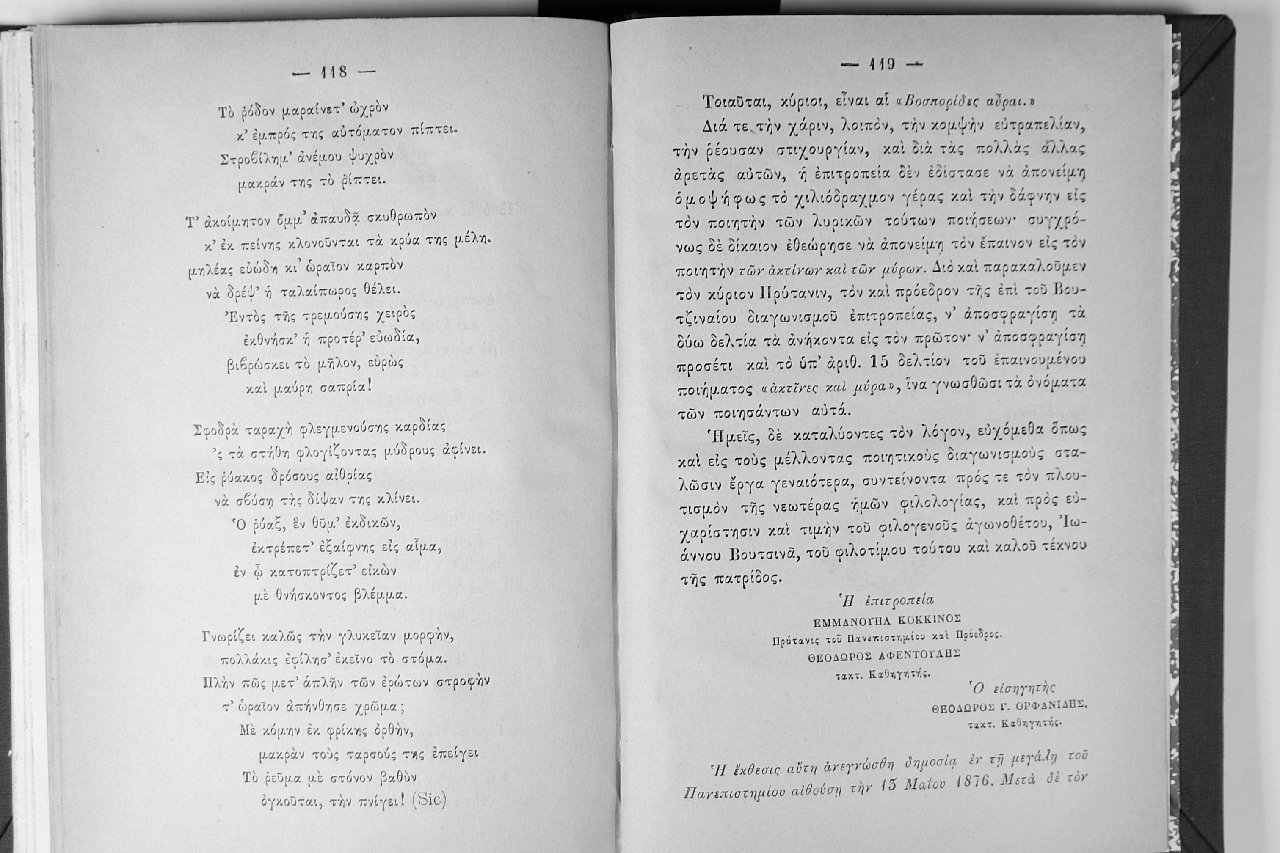 — 118 —
Τὸ ῥόδον μαραίνετ' ὠχρὸν
κ' ἐμπρός της αὐτόματον πίπτει.
Στροβίλημ' ἀνέμου ψυχρὸν
μακράν της τὸ ῥίπτει.
Τ' ἀκοίμητον ὄμμ' ἀπαυδᾷ σκυθρωπὸν
κ' ἐκ πείνης κλονοῦνται τὰ κρύα της μέλη.
μηλέας εὐώδη κι' ὡραῖον καρπὸν
νὰ δρέψ' ἡ ταλαίπωρος θέλει.
Ἐντὸς τῆς τρεμούσης χειρὸς
ἐκθνήσκ' ἡ προτέρ' εὐωδία,
βιβρώσκει τὸ μῆλον, εὐρὼς
καὶ μαύρη σαπρία!
Σφοδρὰ ταραχὴ φλεγμενούσης καρδίας
'ς τὰ στήθη φλογίζοντας μύδρους ἀφίνει.
Εἰς ῥύακος δρόσους αἰθρίας
νὰ σβύσῃ τῆς δίψαν της κλίνει.
Ὁ ῥύαξ, ἓν θῦμ' ἐκδικῶν,
ἐκτρέπετ' ἐξαίφνης εἰς αἷμα,
ἐν ᾧ κατοπτρίζετ' εἰκὼν
μὲ θνήσκοντος βλέμμα.
Γνωρίζει καλῶς τὴν γλυκεῖαν μορφήν,
πολλάκις ἐφίλησ' ἐκεῖνο τὸ στόμα.
Πλὴν πῶς μετ' ἁπλῆν τῶν ἐρώτων στροφὴν
τ' ὡραῖον ἀπήνθησε χρῶμα;
Μὲ κόμην ἐκ φρίκης ὀρθὴν,
μακρὰν τοὺς ταρσούς της ἐπείγει
Τὸ ῥεῦμα μὲ στόνον βαθὺν
ὀγκοῦται, τὴν πνίγει! (Sic)
— 119 —
Τοιαῦται, κύριοι, εἶναι αἱ «Βοσπορίδες αὖραι.»
Διά τε τὴν χάριν, λοιπὸν, τὴν κομψὴν εὐτραπελίαν,
τὴν ῥέουσαν στιχουργίαν, καὶ διὰ τὰς πολλὰς ἄλλας
ἀρετὰς αὐτῶν, ἡ ἐπιτροπεία δὲν ἐδίστασε νὰ ἀπονείμῃ
ὁμοψήφως τὸ χιλιόδραχμον γέρας καὶ τὴν δάφνην εἰς
τὸν ποιητὴν τῶν λυρικῶν τούτων ποιήσεων· συγχρό-
νως δὲ δίκαιον ἐθεώρησε νὰ ἀπονείμῃ τὸν ἔπαινον εἰς τὸν
ποιητὴν τῶν ἀκτίνων καὶ τῶν μύρων. Διὸ καὶ παρακαλοῦμεν
τὸν κύριον Πρύτανιν, τὸν καὶ πρόεδρον τῆς ἐπὶ τοῦ Βου-
τζιναίου διαγωνισμοῦ ἐπιτροπείας, ν' ἀποσφραγίσῃ τὰ
δύω δελτία τὰ ἀνήκοντα εἰς τὸν πρῶτον· ν' ἀποσφραγίσῃ
προσέτι καὶ τὸ ὑπ' ἀριθ. 15 δελτίον τοῦ ἐπαινουμένου
ποιήματος «ἀκτῖνες καὶ μύρα», ἵνα γνωσθῶσι τὰ ὀνόματα
τῶν ποιησάντων αὐτά.
Ἡμεῖς, δὲ καταλύοντες τὸν λόγον, εὐχόμεθα ὅπως
καὶ εἰς τοὺς μέλλοντας ποιητικοὺς διαγωνισμοὺς στα-
λῶσιν ἔργα γεναιότερα, συντείνοντα πρός τε τὸν πλου-
τισμὸν τῆς νεωτέρας ἡμῶν φιλολογίας, καὶ πρὸς εὐ-
χαρίστησιν καὶ τιμὴν τοῦ φιλογενοῦς ἀγωνοθέτου, Ἰω-
άννου Βουτσινᾶ, τοῦ φιλοτίμου τούτου καὶ καλοῦ τέκνου
τῆς πατρίδος.
Ἡ ἐπιτροπεία
ΕΜΜΑΝΟΥΗΛ ΚΟΚΚΙΝΟΣ
Πρύτανις τοῦ Πανεπιστημίου καὶ Πρόεδρος.
ΘΕΟΔΩΡΟΣ ΑΦΕΝΤΟΥΛΗΣ
τακτ. Καθηγητής.
Ὁ εἰσηγητὴς
ΘΕΟΔΩΡΟΣ Γ. ΟΡΦΑΝΙΔΗΣ.
τακτ. Καθηγητής.
Ἡ ἔκθεσις αὕτη ἀνεγνώσθη δημοσίᾳ ἐν τῇ μεγάλῃ τοῦ
Πανεπιστημίου αἰθούσῃ τὴν 15 Μαΐου 1876. Μετὰ δὲ τὸν